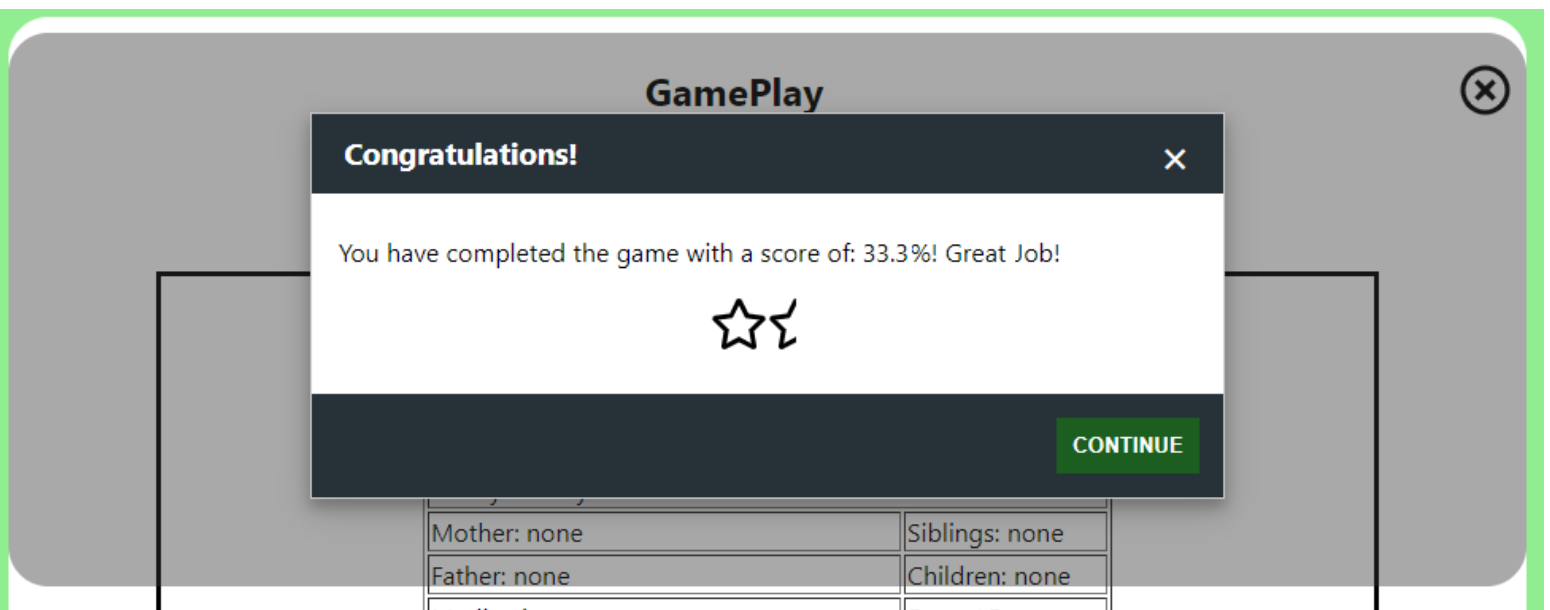 GamePlay
Congratulations!
×
You have completed the game with a score of: 33.3%! Great Job!
CONTINUE
Mother: none
Siblings: none
Father: none
Children: none